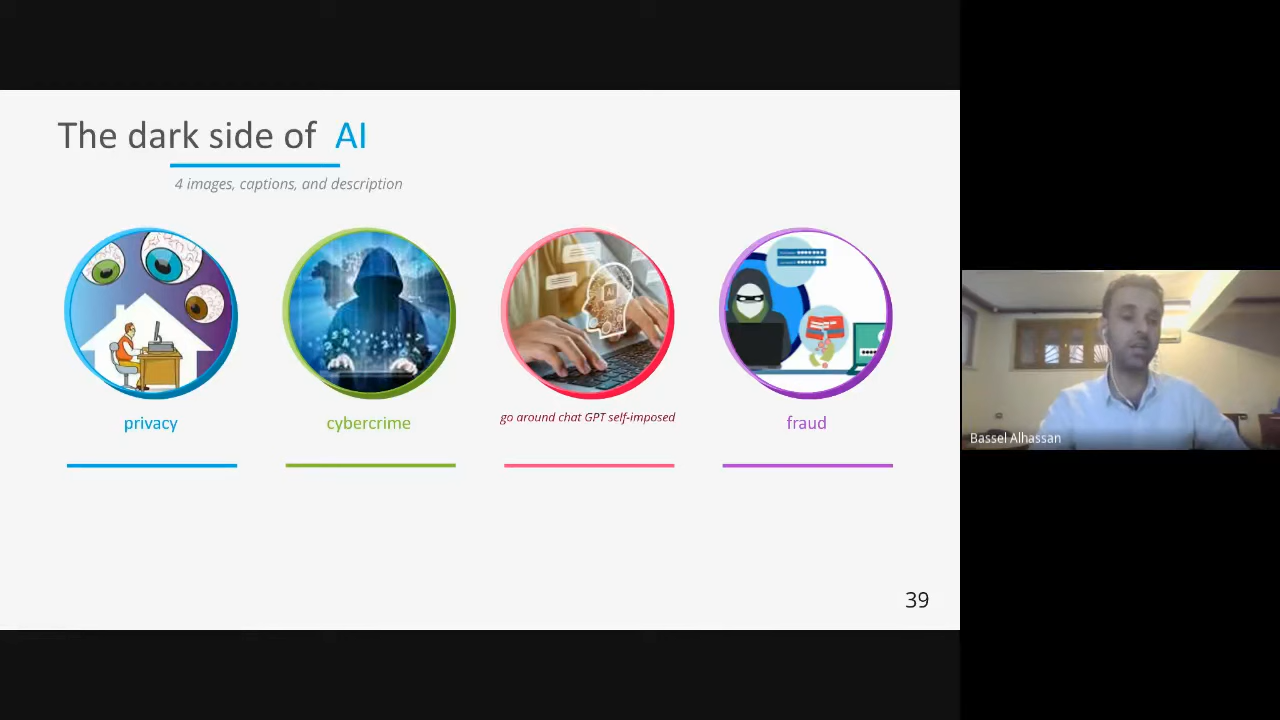 The dark side of AI
4 images, captions, and description
AI
privacy
cybercrime
go around chat GPT self-imposed
fraud
39
Bassel Alhassan